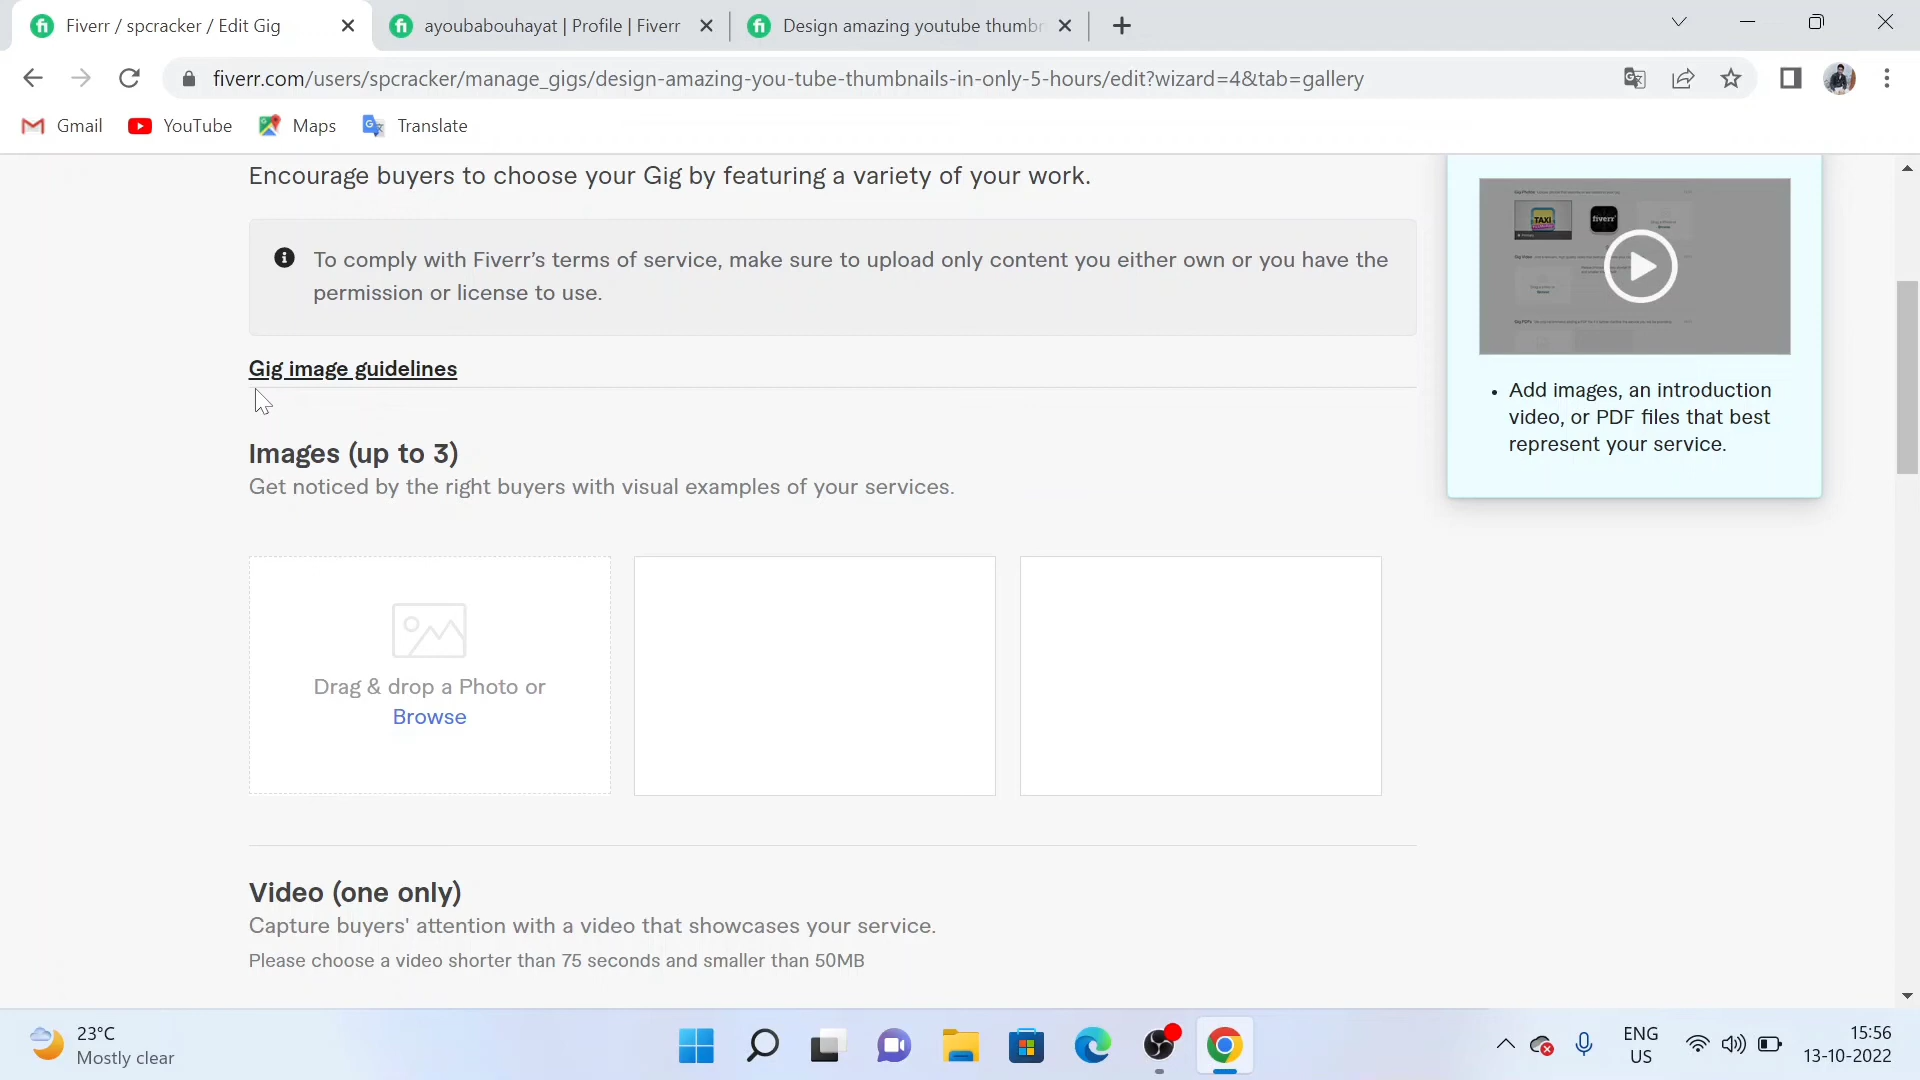 Fiverr / spcracker / Edit Gig
ayoubabouhayat | Profile | Fiverr
Design amazing youtube thumbn
fiverr.com/users/spcracker/manage_gigs/design-amazing-you-tube-thumbnails-in-only-5-hours/edit?wizard=4&tab=gallery
Gmail
YouTube
Maps
Translate
Encourage buyers to choose your Gig by featuring a variety of your work.
To comply with Fiverr's terms of service, make sure to upload only content you either own or you have the
permission or license to use.
Gig image guidelines
Images (up to 3)
Get noticed by the right buyers with visual examples of your services.
Drag & drop a Photo or
Browse
Video (one only)
Capture buyers' attention with a video that showcases your service.
Please choose a video shorter than 75 seconds and smaller than 50MB
TAXI
fiverr
Add images, an introduction
video, or PDF files that best
represent your service.
23°C
Mostly clear
ENG
US
15:56
13-10-2022